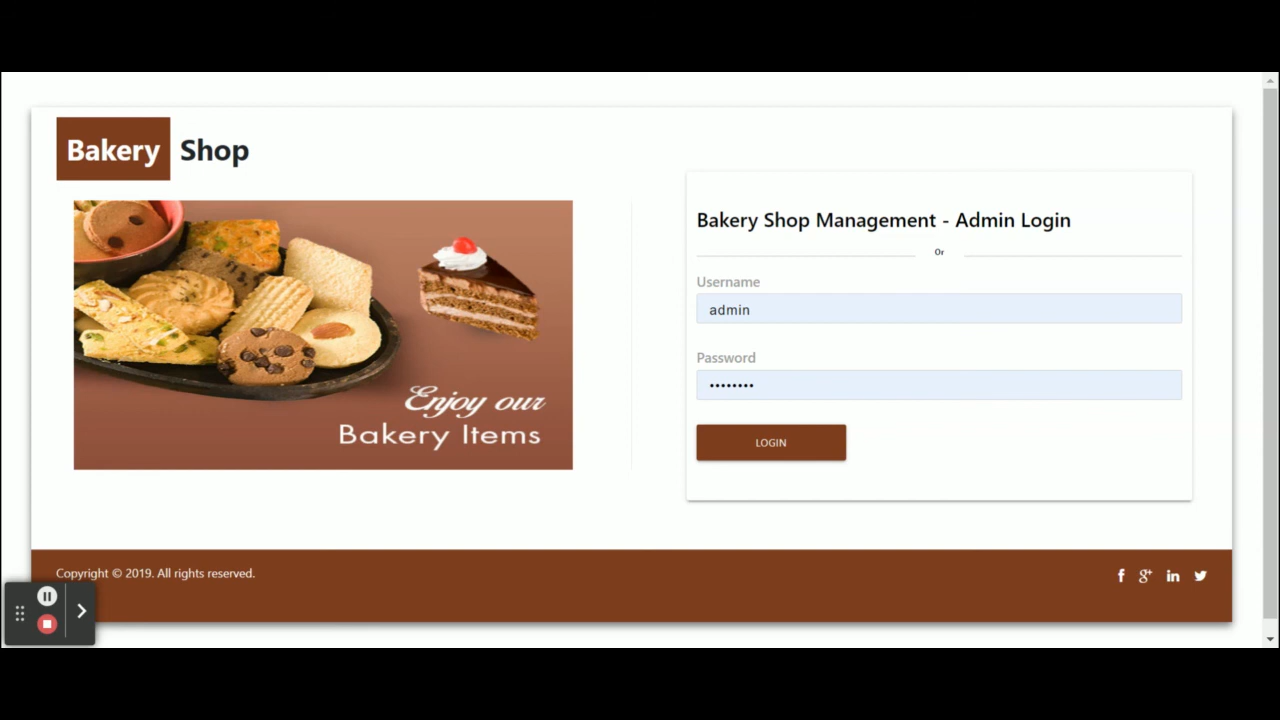 Bakery Shop
Enjoy our
Bakery Items
Bakery Shop Management - Admin Login
Or
Username
admin
Password
••••••••
LOGIN
Copyright © 2019. All rights reserved.